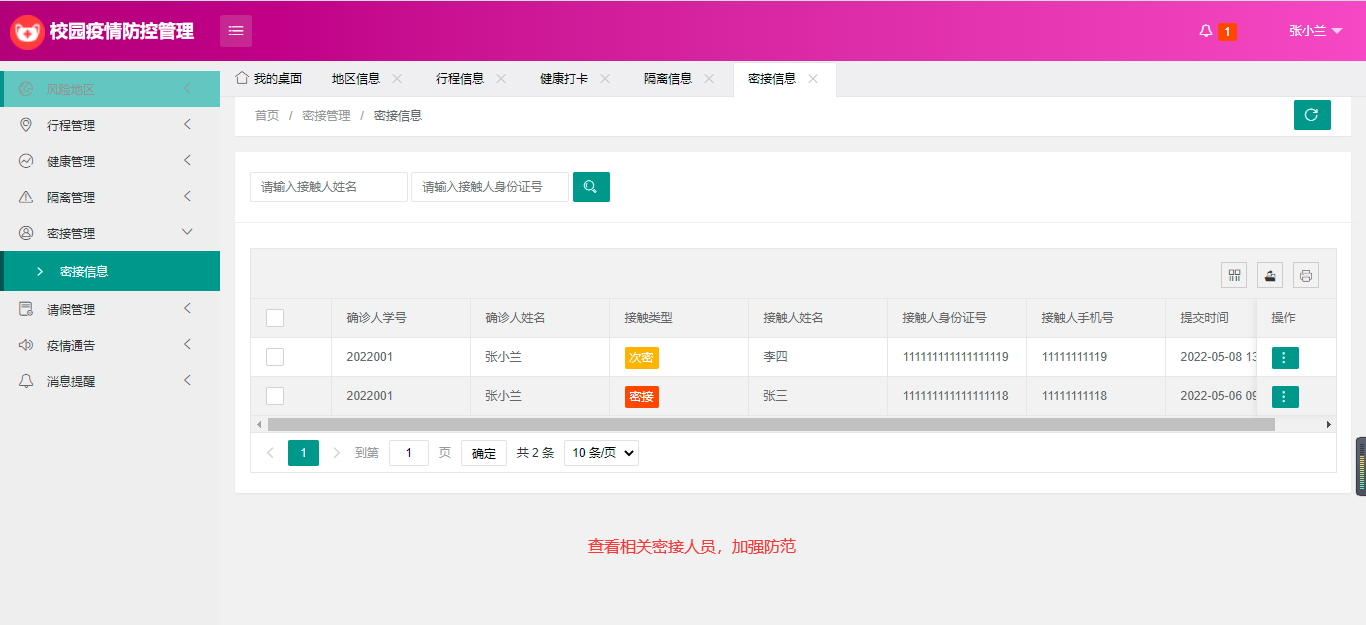 校园疫情防控管理
1
张小兰
风险地区
行程管理
健康管理
隔离管理
密接管理
密接信息
请假管理
疫情通告
消息提醒
我的桌面 地区信息 行程信息 健康打卡 隔离信息 密接信息
首页 / 密接管理 / 密接信息
请输入接触人姓名 请输入接触人身份证号
确诊人学号 确诊人姓名 接触类型 接触人姓名 接触人身份证号 接触人手机号 提交时间 操作
2022001 张小兰 次密 李四 111111111111111119 11111111119 2022-05-08 13
2022001 张小兰 密接 张三 111111111111111118 11111111118 2022-05-06 09
1 到第 1 页 确定 共 2 条 10 条/页
查看相关密接人员，加强防范